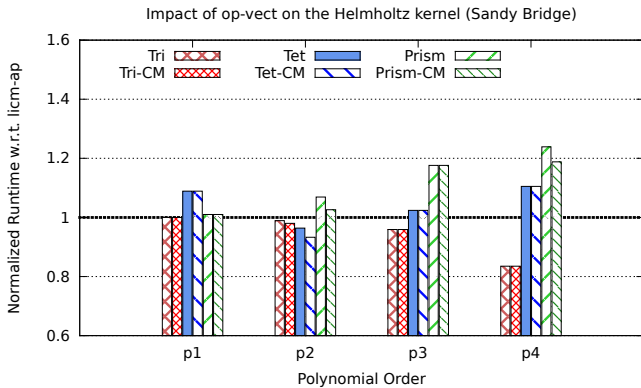 Impact of op-vect on the Helmholtz kernel (Sandy Bridge)
Normalized Runtime w.r.t. licm-ap
1.6
1.4
1.2
1
0.8
0.6
Tri Tet Prism
Tri-CM Tet-CM Prism-CM
p1 p2 p3 p4
Polynomial Order